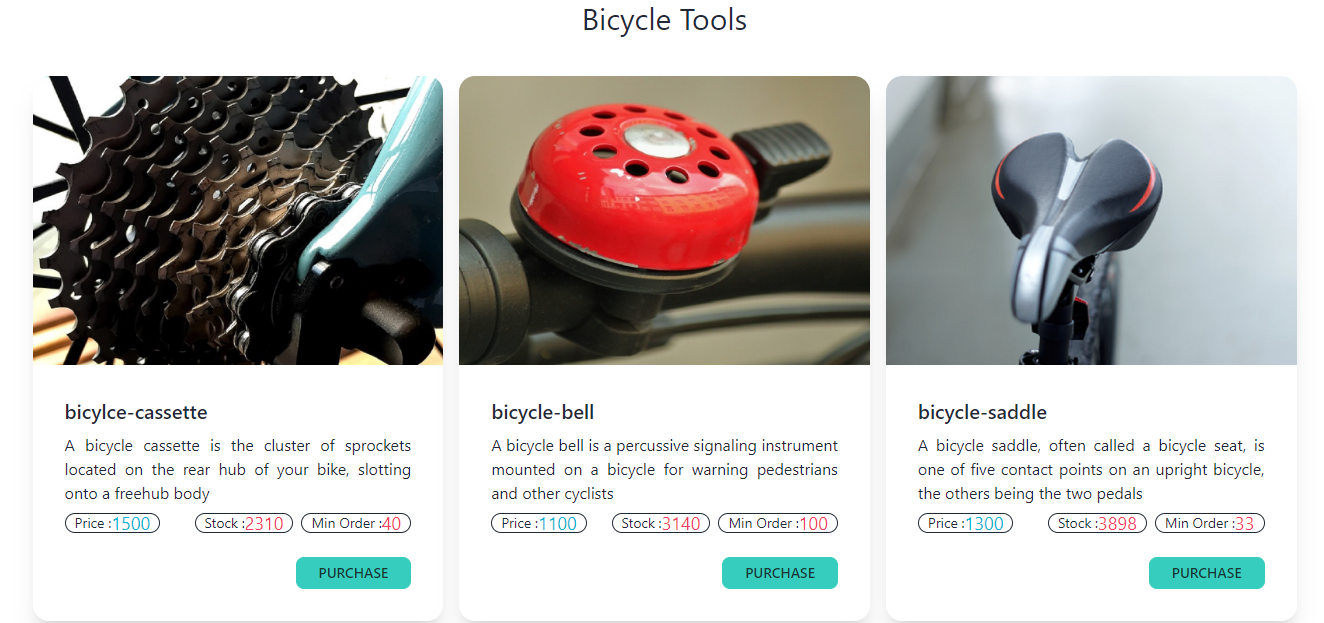 Bicycle Tools
bicylce-cassette
A bicycle cassette is the cluster of sprockets
located on the rear hub of your bike, slotting
onto a freehub body
Price :1500 Stock :2310 Min Order :40
PURCHASE
bicycle-bell
A bicycle bell is a percussive signaling instrument
mounted on a bicycle for warning pedestrians
and other cyclists
Price :1100 Stock :3140 Min Order :100
PURCHASE
bicycle-saddle
A bicycle saddle, often called a bicycle seat, is
one of five contact points on an upright bicycle,
the others being the two pedals
Price :1300 Stock :3898 Min Order :33
PURCHASE